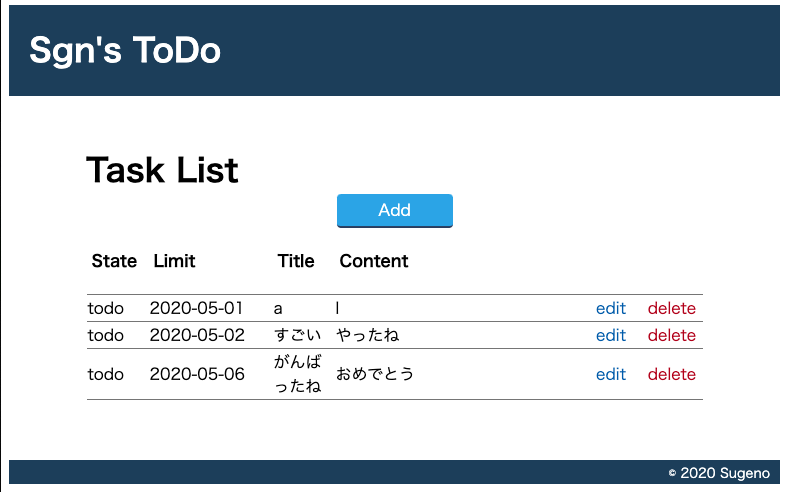 Sgn's ToDo
Task List
Add
State Limit Title Content
todo 2020-05-01 a l edit delete
todo 2020-05-02 すごい やったね edit delete
todo 2020-05-06 がんば
ったね おめでとう edit delete
© 2020 Sugeno